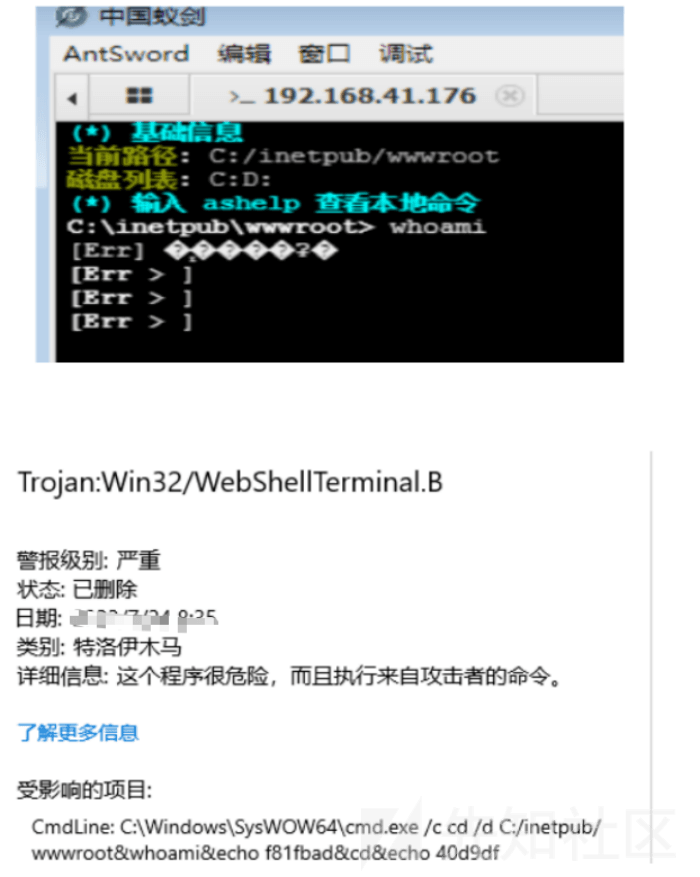 中国蚁剑
AntSword 编辑 窗口 调试
>_ 192.168.41.176
(*) 基础信息
当前路径: C:/inetpub/wwwroot
磁盘列表: C:D:
(*) 输入 ashelp 查看本地命令
C:\inetpub\wwwroot> whoami
[Err] �ܾ����ʡ�
[Err > ]
[Err > ]
[Err > ]
Trojan:Win32/WebShellTerminal.B
警报级别: 严重
状态: 已删除
日期: 8:35
类别: 特洛伊木马
详细信息: 这个程序很危险，而且执行来自攻击者的命令。
了解更多信息
受影响的项目:
CmdLine: C:\Windows\SysWOW64\cmd.exe /c cd /d C:/inetpub/
wwwroot&whoami&echo f81fbad&cd&echo 40d9df
先知社区